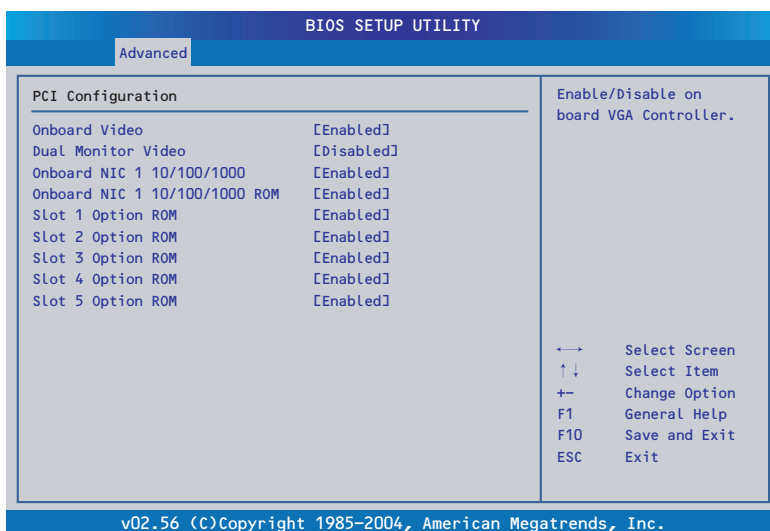 BIOS SETUP UTILITY
Advanced
PCI Configuration
Onboard Video [Enabled]
Dual Monitor Video [Disabled]
Onboard NIC 1 10/100/1000 [Enabled]
Onboard NIC 1 10/100/1000 ROM [Enabled]
Slot 1 Option ROM [Enabled]
Slot 2 Option ROM [Enabled]
Slot 3 Option ROM [Enabled]
Slot 4 Option ROM [Enabled]
Slot 5 Option ROM [Enabled]
Enable/Disable on
board VGA Controller.
←→ Select Screen
↑↓ Select Item
+- Change Option
F1 General Help
F10 Save and Exit
ESC Exit
v02.56 (C)Copyright 1985-2004, American Megatrends, Inc.